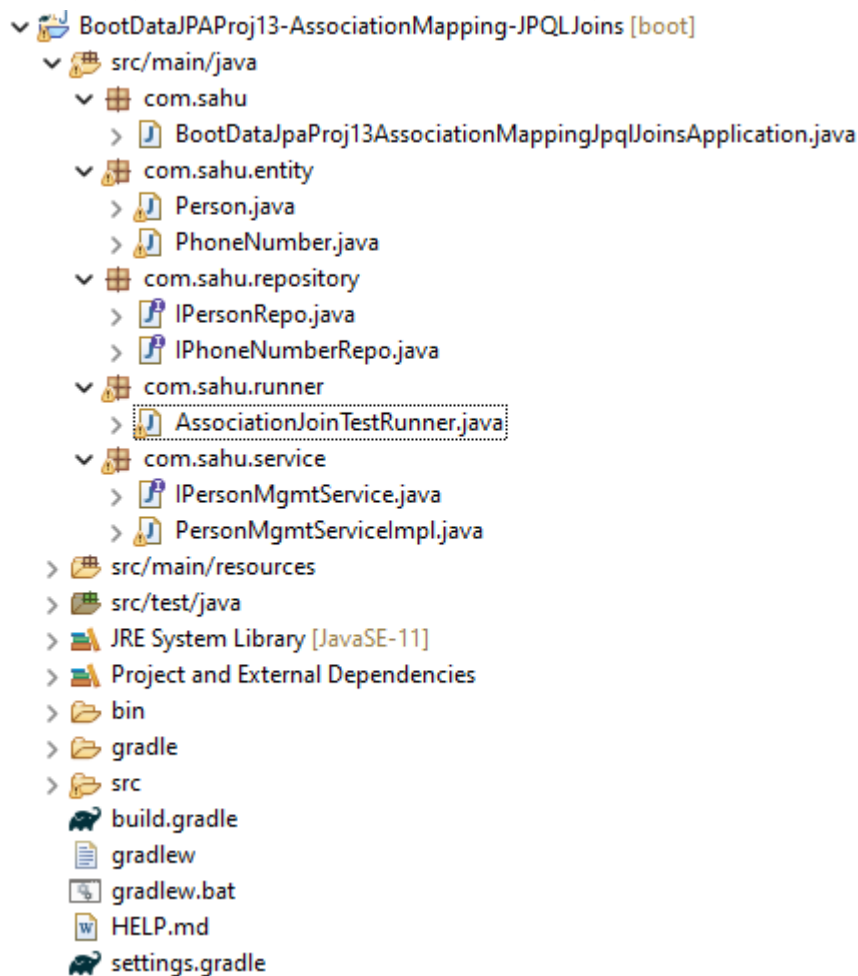 BootDataJPAProj13-AssociationMapping-JPQLJoins [boot]
src/main/java
com.sahu
BootDataJpaProj13AssociationMappingJpqlJoinsApplication.java
com.sahu.entity
Person.java
PhoneNumber.java
com.sahu.repository
IPersonRepo.java
IPhoneNumberRepo.java
com.sahu.runner
AssociationJoinTestRunner.java
com.sahu.service
IPersonMgmtService.java
PersonMgmtServiceImpl.java
src/main/resources
src/test/java
JRE System Library [JavaSE-11]
Project and External Dependencies
bin
gradle
src
build.gradle
gradlew
gradlew.bat
HELP.md
settings.gradle